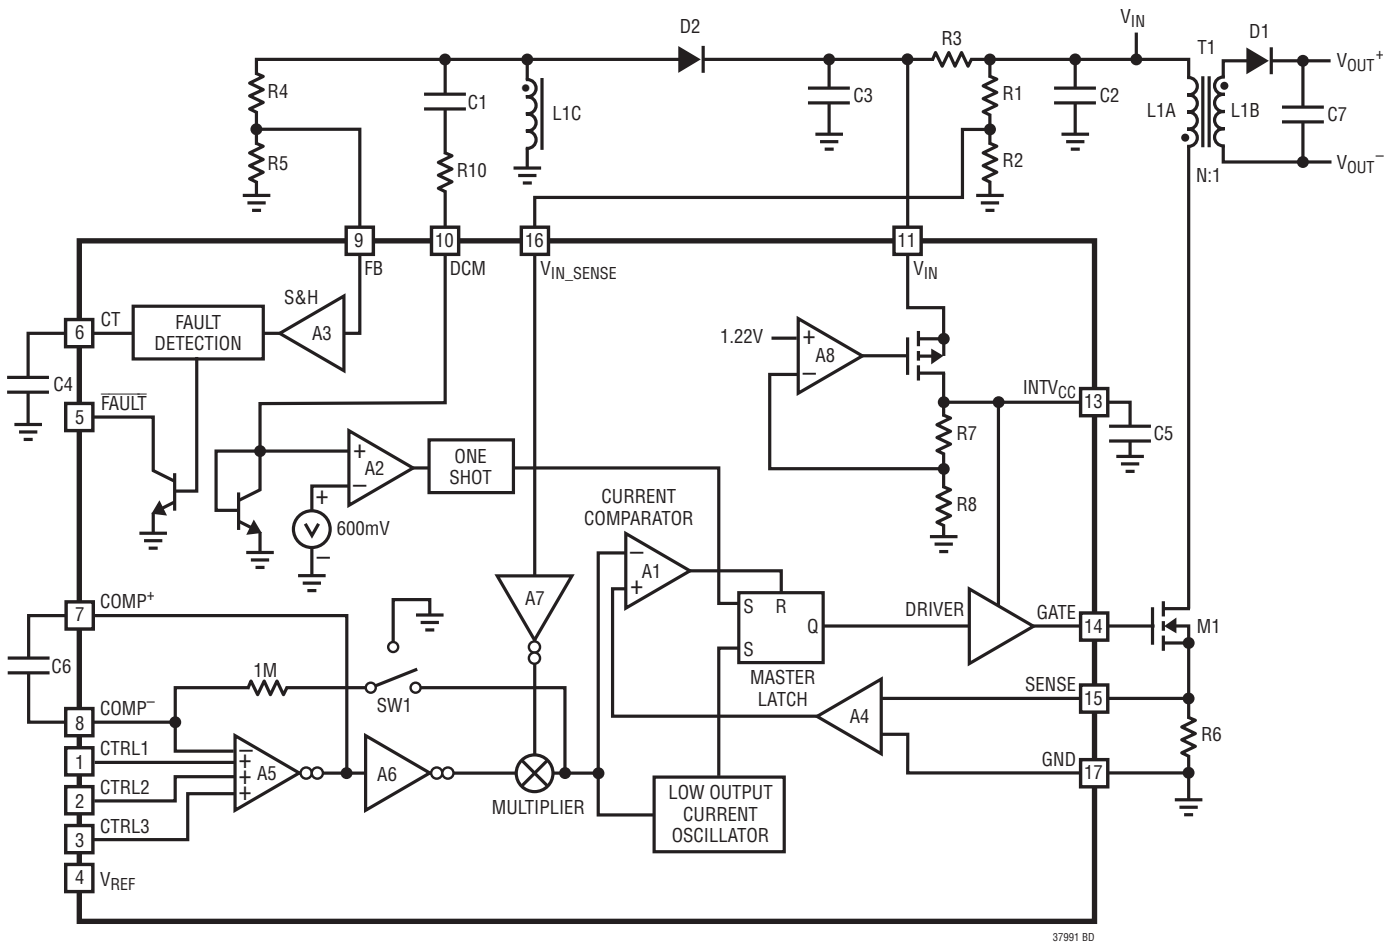 V_IN
D2
R3
T1
D1
V_OUT^+
R4
C1
L1C
C3
R1
C2
L1A
L1B
C7
R5
R10
R2
N:1
V_OUT^–
9
10
16
11
FB
DCM
V_IN_SENSE
V_IN
S&H
6
CT
FAULT
DETECTION
A3
1.22V
+
–
A8
C4
5
FAULT
INTV_CC
13
C5
R7
R8
+
–
A2
ONE
SHOT
+
V
–
600mV
CURRENT
COMPARATOR
–
+
A1
7
COMP^+
A7
S
R
Q
S
MASTER
LATCH
DRIVER
GATE
14
M1
C6
1M
SW1
8
COMP^–
SENSE
15
A4
R6
1
CTRL1
–
+
+
+
A5
A6
GND
17
2
CTRL2
MULTIPLIER
LOW OUTPUT
CURRENT
OSCILLATOR
3
CTRL3
4
V_REF
37991 BD